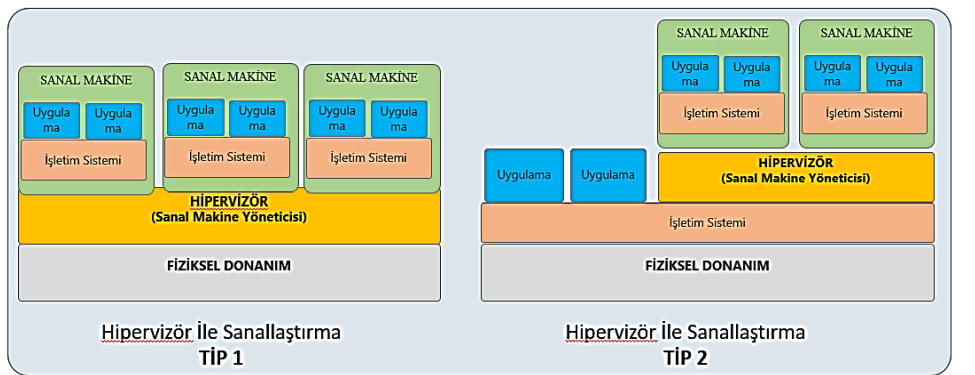 SANAL MAKİNE
Uygula
ma
Uygula
ma
İşletim Sistemi
SANAL MAKİNE
Uygula
ma
Uygula
ma
İşletim Sistemi
SANAL MAKİNE
Uygula
ma
Uygula
ma
İşletim Sistemi
HİPERVİZÖR
(Sanal Makine Yöneticisi)
FİZİKSEL DONANIM
Hipervizör İle Sanallaştırma
TİP 1
SANAL MAKİNE
Uygula
ma
Uygula
ma
İşletim Sistemi
SANAL MAKİNE
Uygula
ma
Uygula
ma
İşletim Sistemi
Uygulama
Uygulama
HİPERVİZÖR
(Sanal Makine Yöneticisi)
İşletim Sistemi
FİZİKSEL DONANIM
Hipervizör İle Sanallaştırma
TİP 2